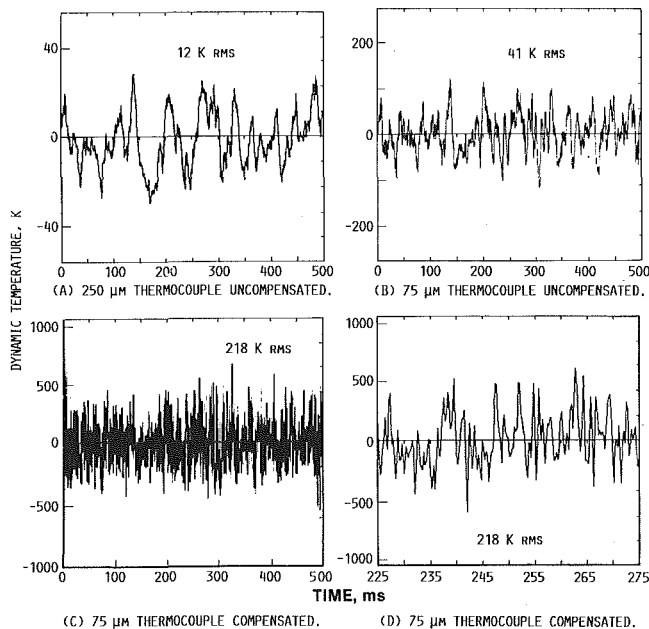 DYNAMIC TEMPERATURE, K
40
0
-40
12 K RMS
0 100 200 300 400 500
(A) 250 µM THERMOCOUPLE UNCOMPENSATED.
200
100
0
-200
41 K RMS
0 100 200 300 400 500
(B) 75 µM THERMOCOUPLE UNCOMPENSATED.
1000
500
0
-500
-1000
218 K RMS
0 100 200 300 400 500
(C) 75 µM THERMOCOUPLE COMPENSATED.
1000
500
0
-500
-1000
218 K RMS
225 235 245 255 265 275
TIME, ms
(D) 75 µM THERMOCOUPLE COMPENSATED.